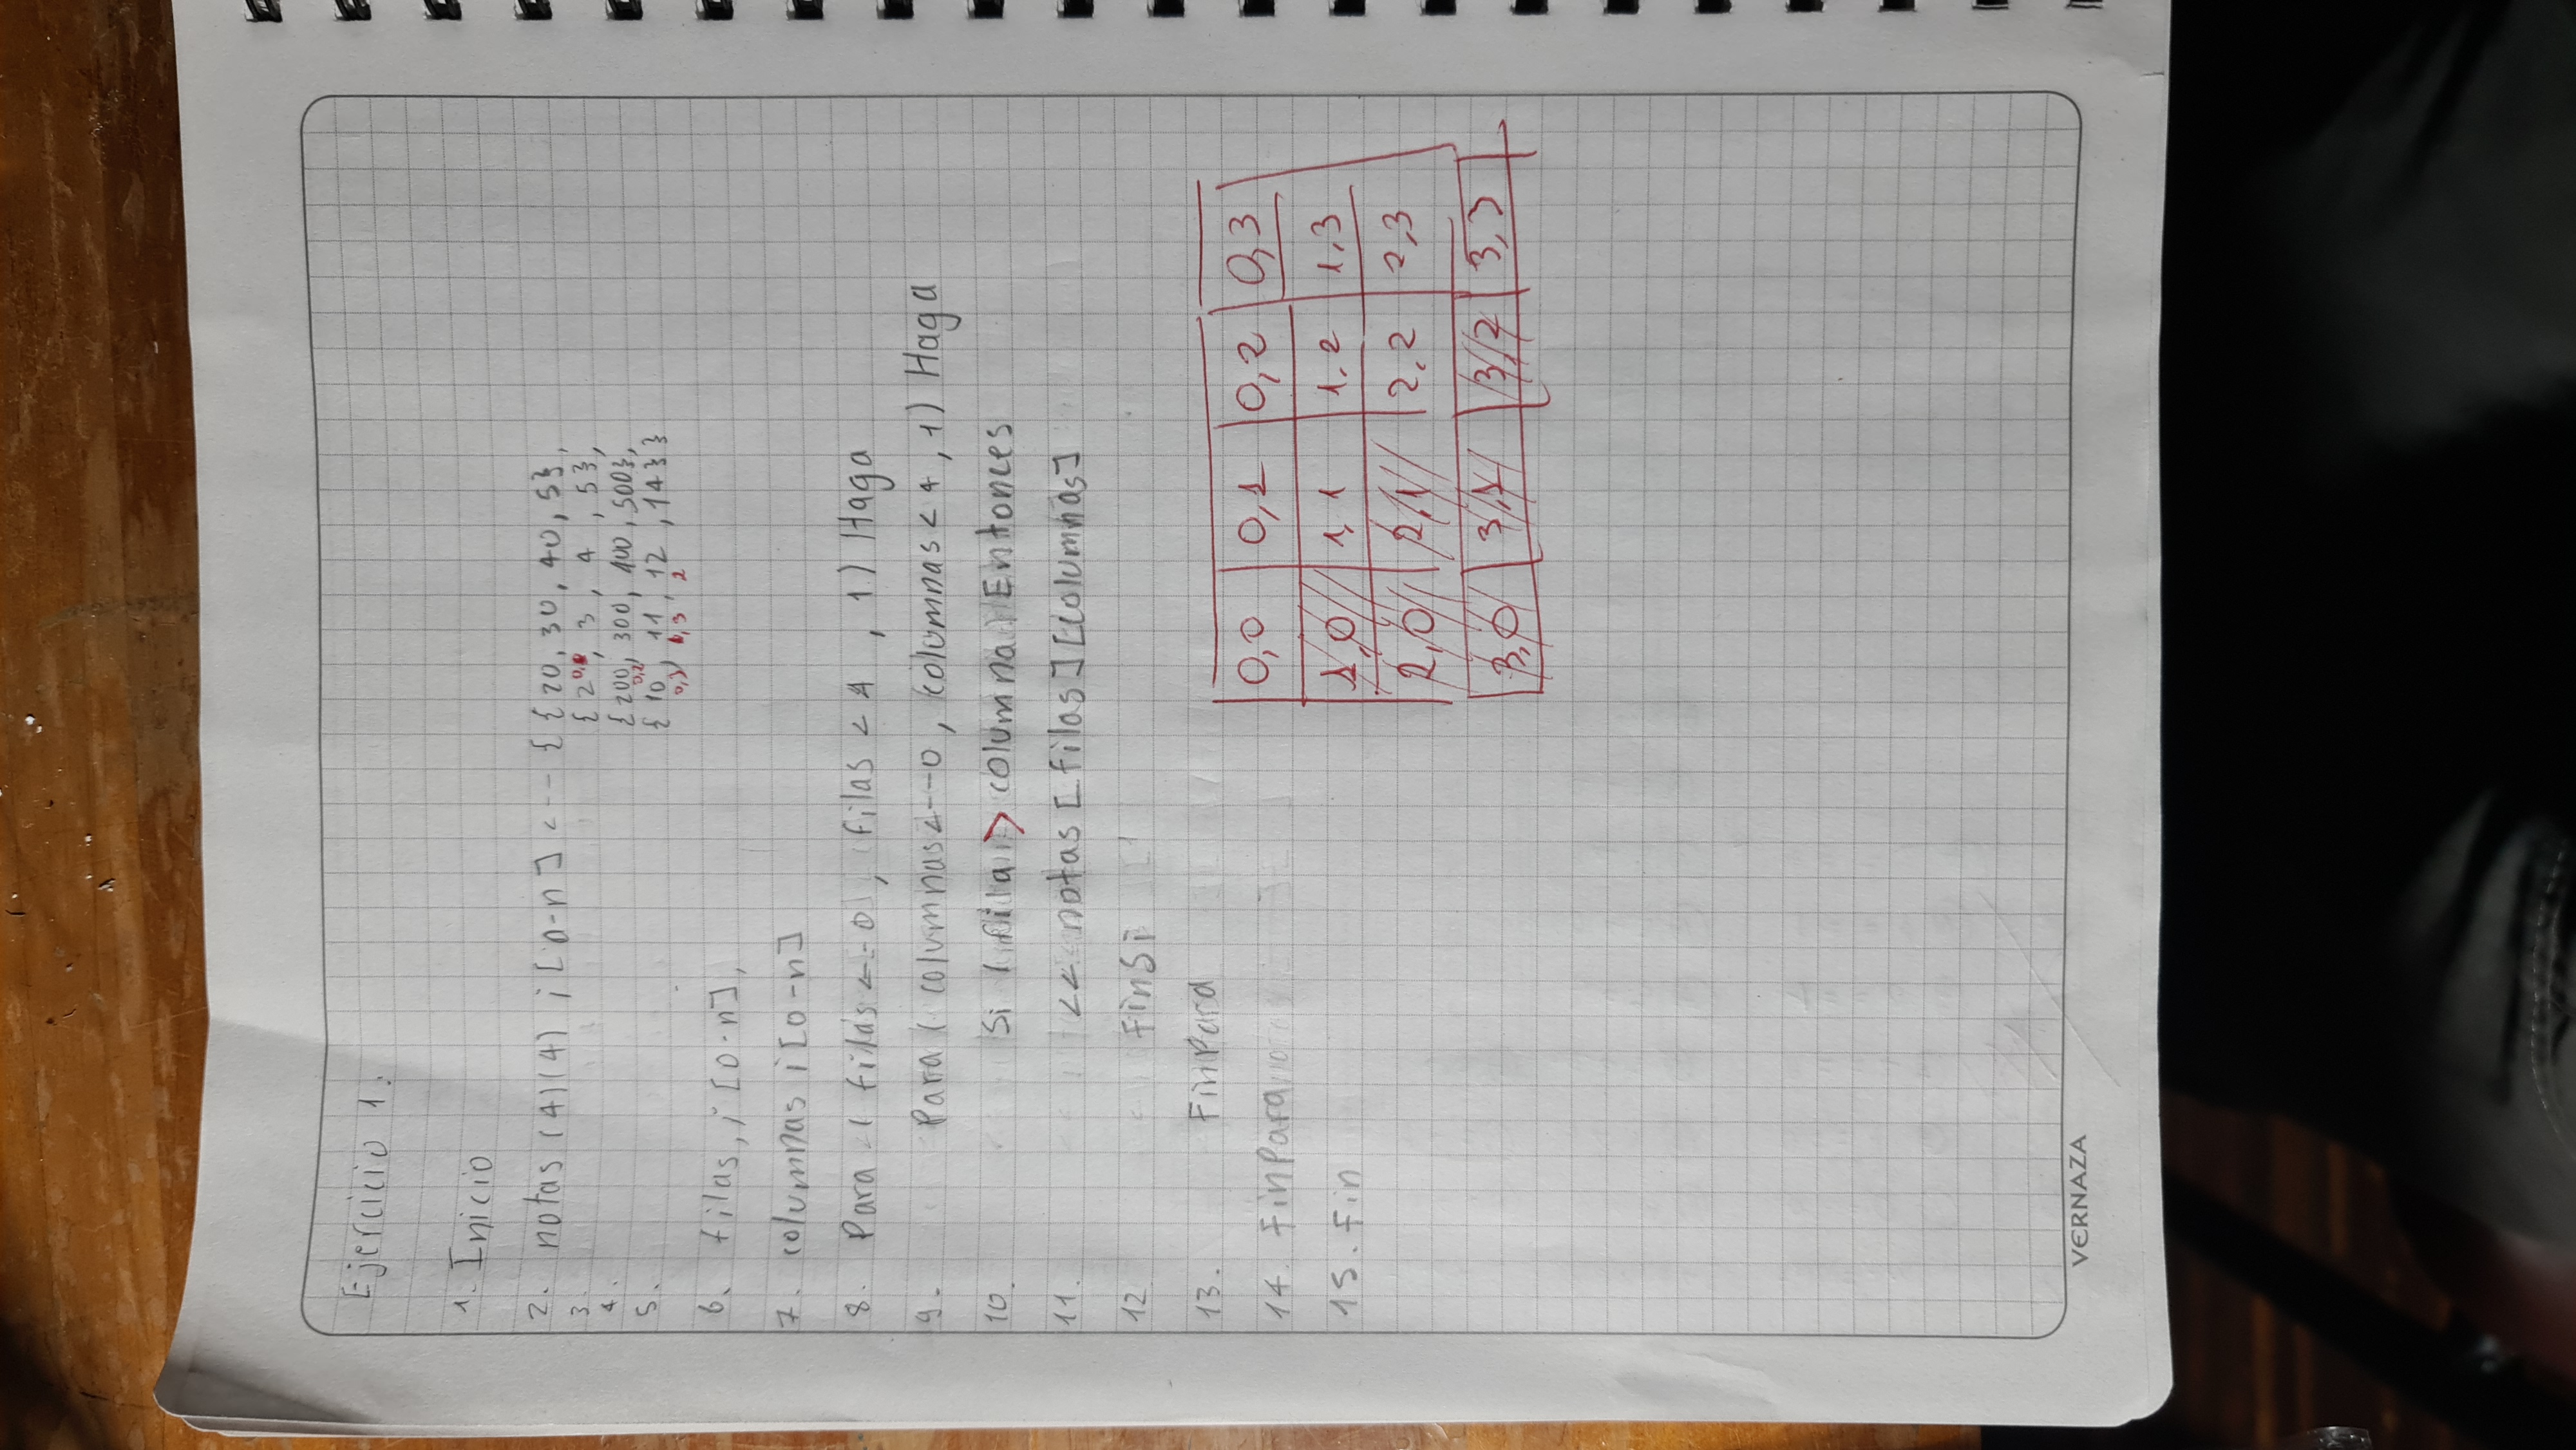 Ejercicio 1:
1. Inicio
2. notas (4)(4) i [0-n] <-- { {20, 30, 40, 5},
3 {2, 3, 4, 5},
4. {200, 300, 400, 500},
0,2
5. {10, 11, 12, 14} }
2
6. filas, i [0-n],
7. columnas i [0-n]
8. Para ( filas <--0), filas < 4, 1) Haga
9. Para ( columnas <--0, columnas < 4, 1) Haga
10. Si ( fila > columna) Entonces
11. << notas [filas] [columnas]
12 FinSi
13. FinPara
14. FinPara
15. Fin
0,0 0,1 0,2 0,3
1,0 1,1 1,2 1,3
2,0 2,1 2,2 2,3
3,0 3,1 3,2 3,3
VERNAZA